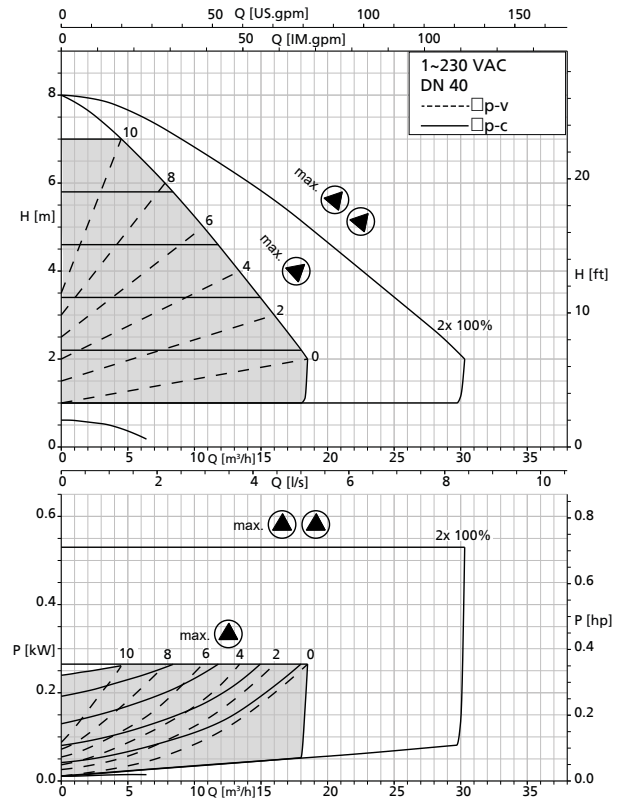 50 Q [US.gpm] 100 150
0
0 50 Q [IM.gpm] 100
1~230 VAC
DN 40
□p-v
□p-c
8
10
8
20
6
max.
H [m]
6
max.
4
4
H [ft]
2
10
2x 100%
2
0
0
0
0 5 10 Q [m³/h] 15 20 25 30 35
0 2 4 Q [l/s] 6 8 10
0.6
max.
0.8
2x 100%
0.6
0.4
max.
P [hp]
P [kW]
10 8 6 4 2 0
0.4
0.2
0.2
0.0
0.0
0 5 10 Q [m³/h] 15 20 25 30 35